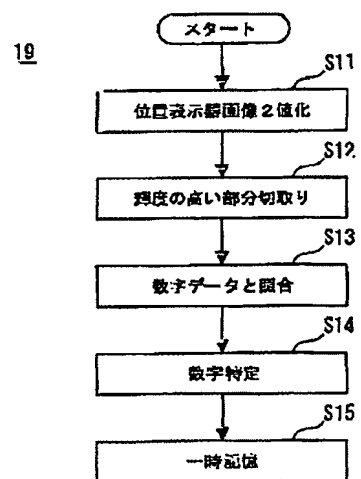 スタート
19
S11
位置表示器画像2値化
S12
輝度の高い部分切取り
S13
数字データと照合
S14
数字特定
S15
一時記憶